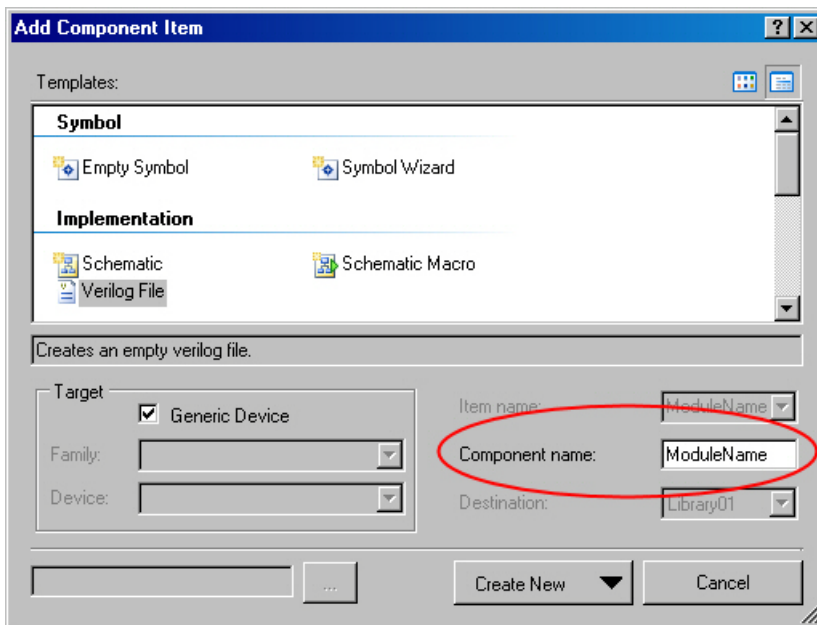 Add Component Item
Templates:
Symbol
Empty Symbol Symbol Wizard
Implementation
Schematic Schematic Macro
Verilog File
Creates an empty verilog file.
Target
Generic Device
Item name: ModuleName
Family:
Component name: ModuleName
Device:
Destination: Library01
...
Create New Cancel